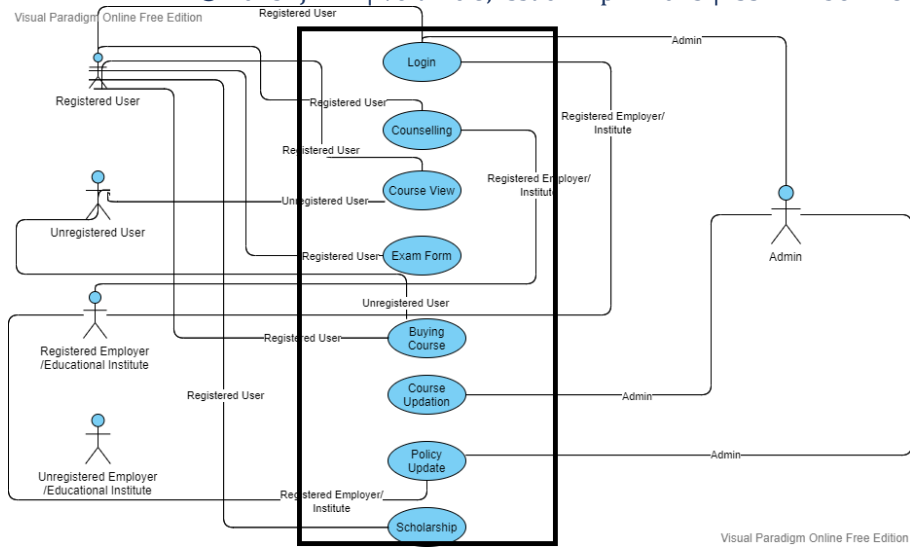 Visual Paradigm Online Free Edition
Registered User
Admin
Login
Registered User
Registered User
Counselling
Registered Employer/
Institute
Registered User
Registered Employer/
Institute
Course View
Unregistered User
Unregistered User
Exam Form
Registered User
Admin
Unregistered User
Buying
Course
Registered User
Registered Employer
/Educational Institute
Registered User
Course
Updation
Admin
Policy
Update
Admin
Unregistered Employer
/Educational Institute
Registered Employer/
Institute
Scholarship
Visual Paradigm Online Free Edition